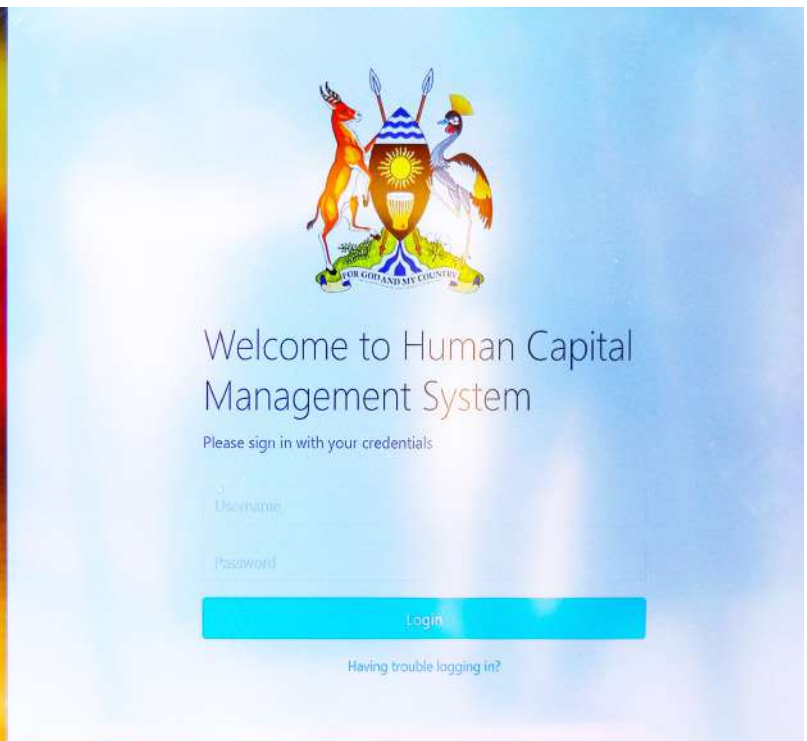 FOR GOD AND MY COUNTRY
Welcome to Human Capital
Management System
Please sign in with your credentials
Username
Password
Login
Having trouble logging in?